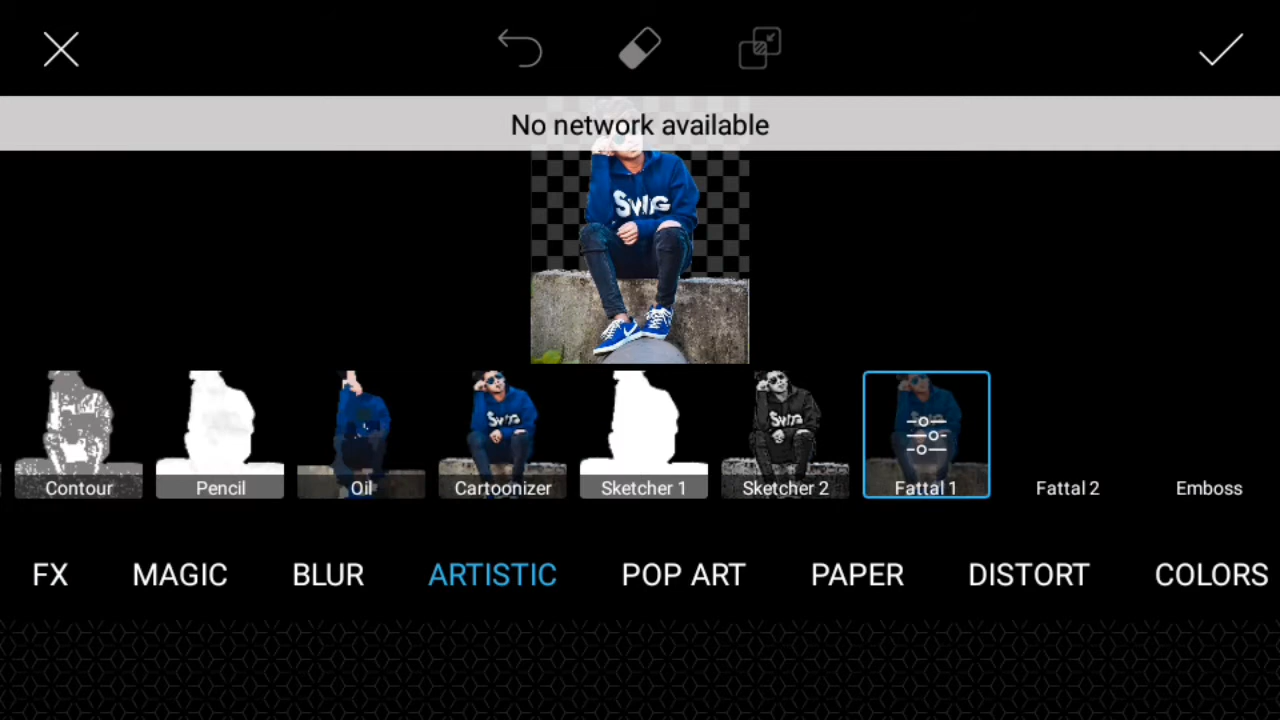 No network available
SWAG
Contour
Pencil
Oil
Cartoonizer
Sketcher 1
Sketcher 2
Fattal 1
Fattal 2
Emboss
FX MAGIC BLUR ARTISTIC POP ART PAPER DISTORT COLORS